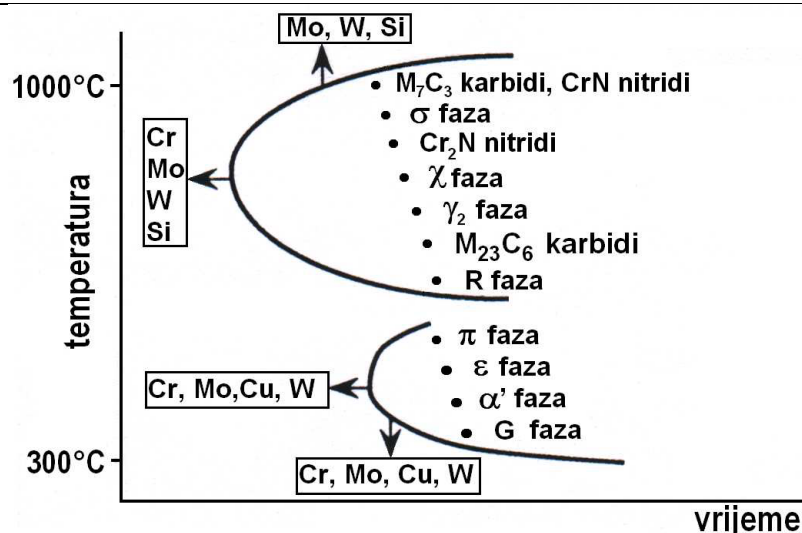 Mo, W, Si
1000°C
M₇C₃ karbidi, CrN nitridi
σ faza
Cr
Mo
W
Si
Cr₂N nitridi
χ faza
γ₂ faza
M₂₃C₆ karbidi
R faza
temperatura
π faza
ε faza
Cr, Mo,Cu, W
α' faza
G faza
300°C
Cr, Mo, Cu, W
vrijeme